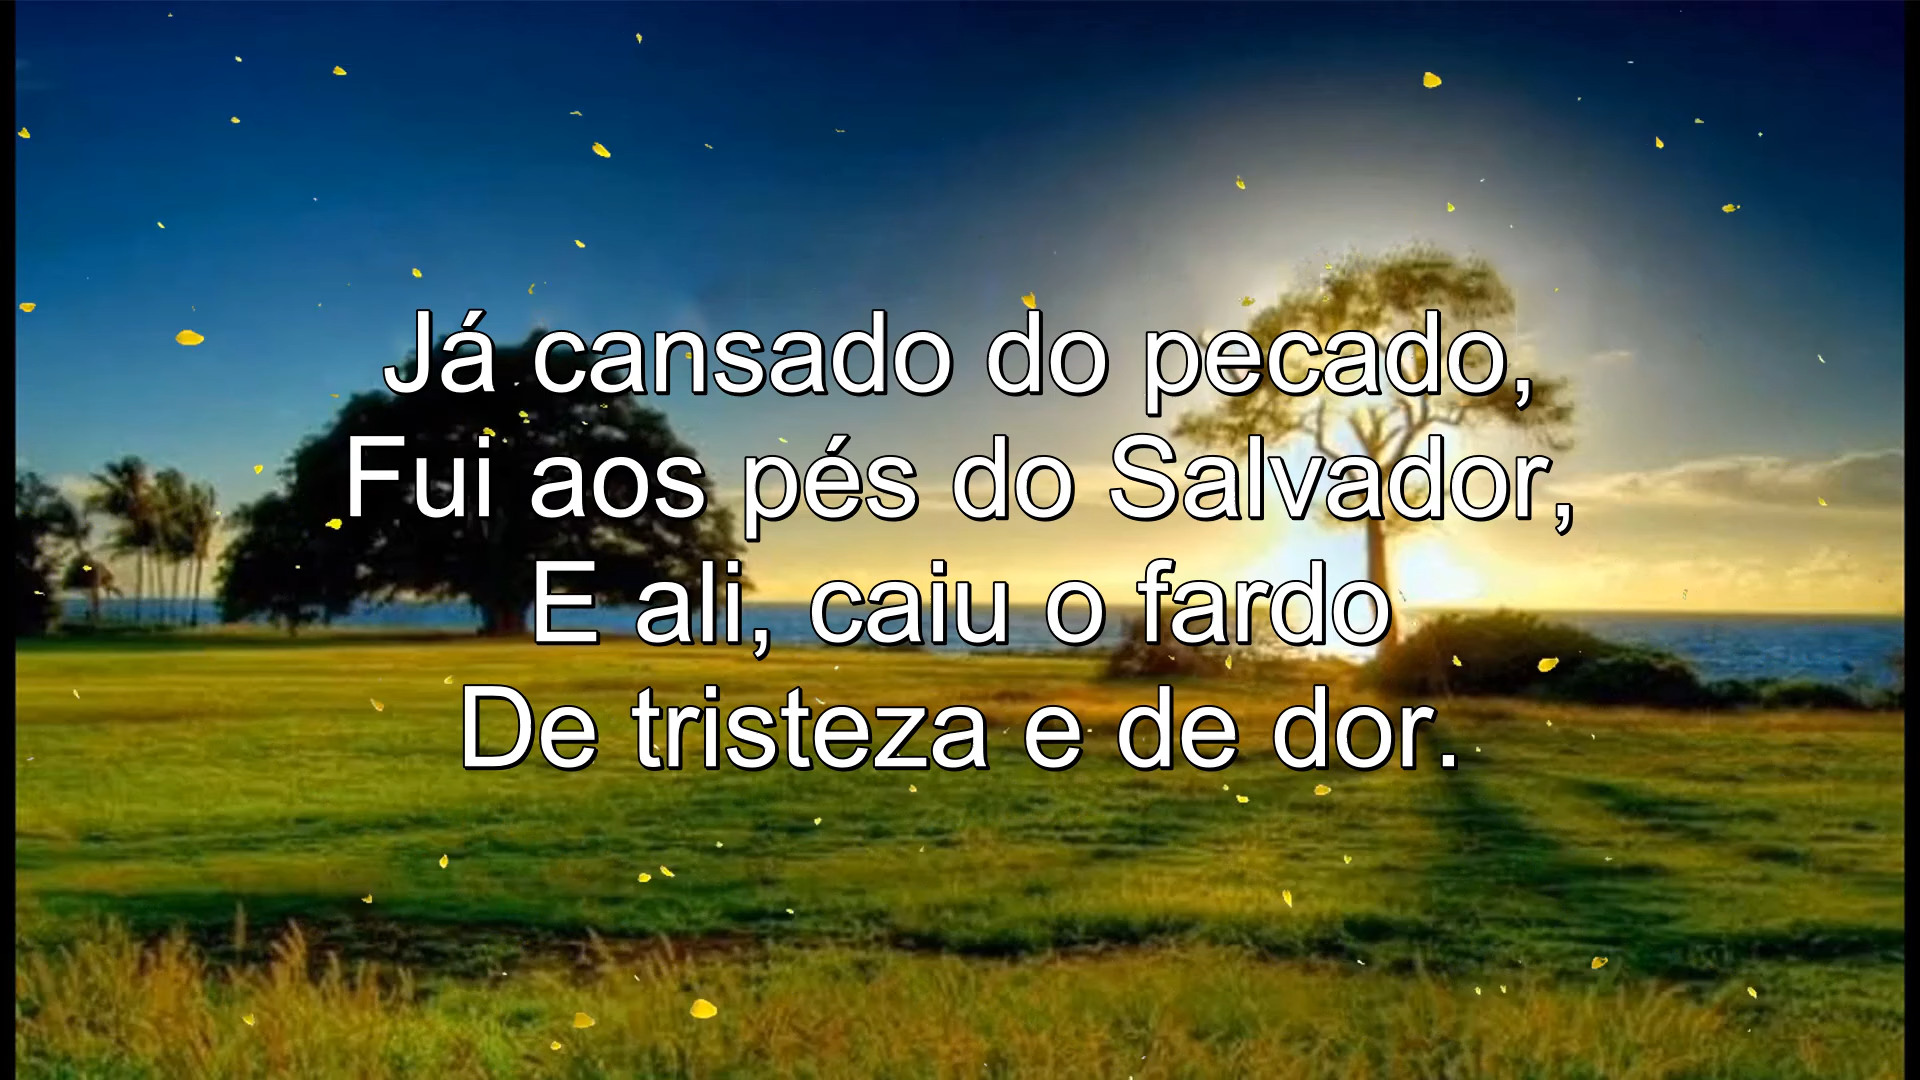 Já cansado do pecado,
Fui aos pés do Salvador,
E ali, caiu o fardo
De tristeza e de dor.